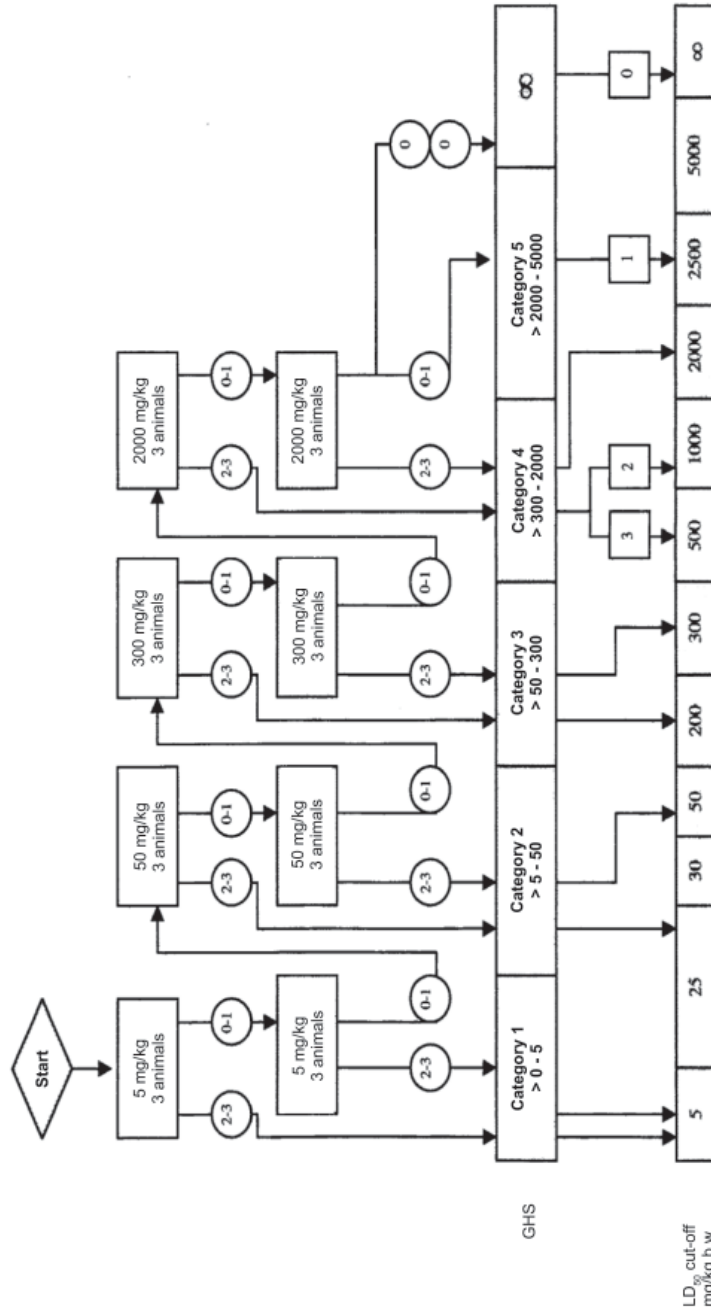 Start
5 mg/kg
3 animals
50 mg/kg
3 animals
300 mg/kg
3 animals
2000 mg/kg
3 animals
2-3
0-1
2-3
0-1
2-3
0-1
2-3
0-1
5 mg/kg
3 animals
50 mg/kg
3 animals
300 mg/kg
3 animals
2000 mg/kg
3 animals
2-3
0-1
2-3
0-1
2-3
0-1
2-3
0-1
0
0
GHS
Category 1
> 0 - 5
Category 2
> 5 - 50
Category 3
> 50 - 300
Category 4
> 300 - 2000
Category 5
> 2000 - 5000
∞
3
2
1
0
LD50 cut-off
mg/kg b.w
5
25
30
50
200
300
500
1000
2000
2500
5000
∞